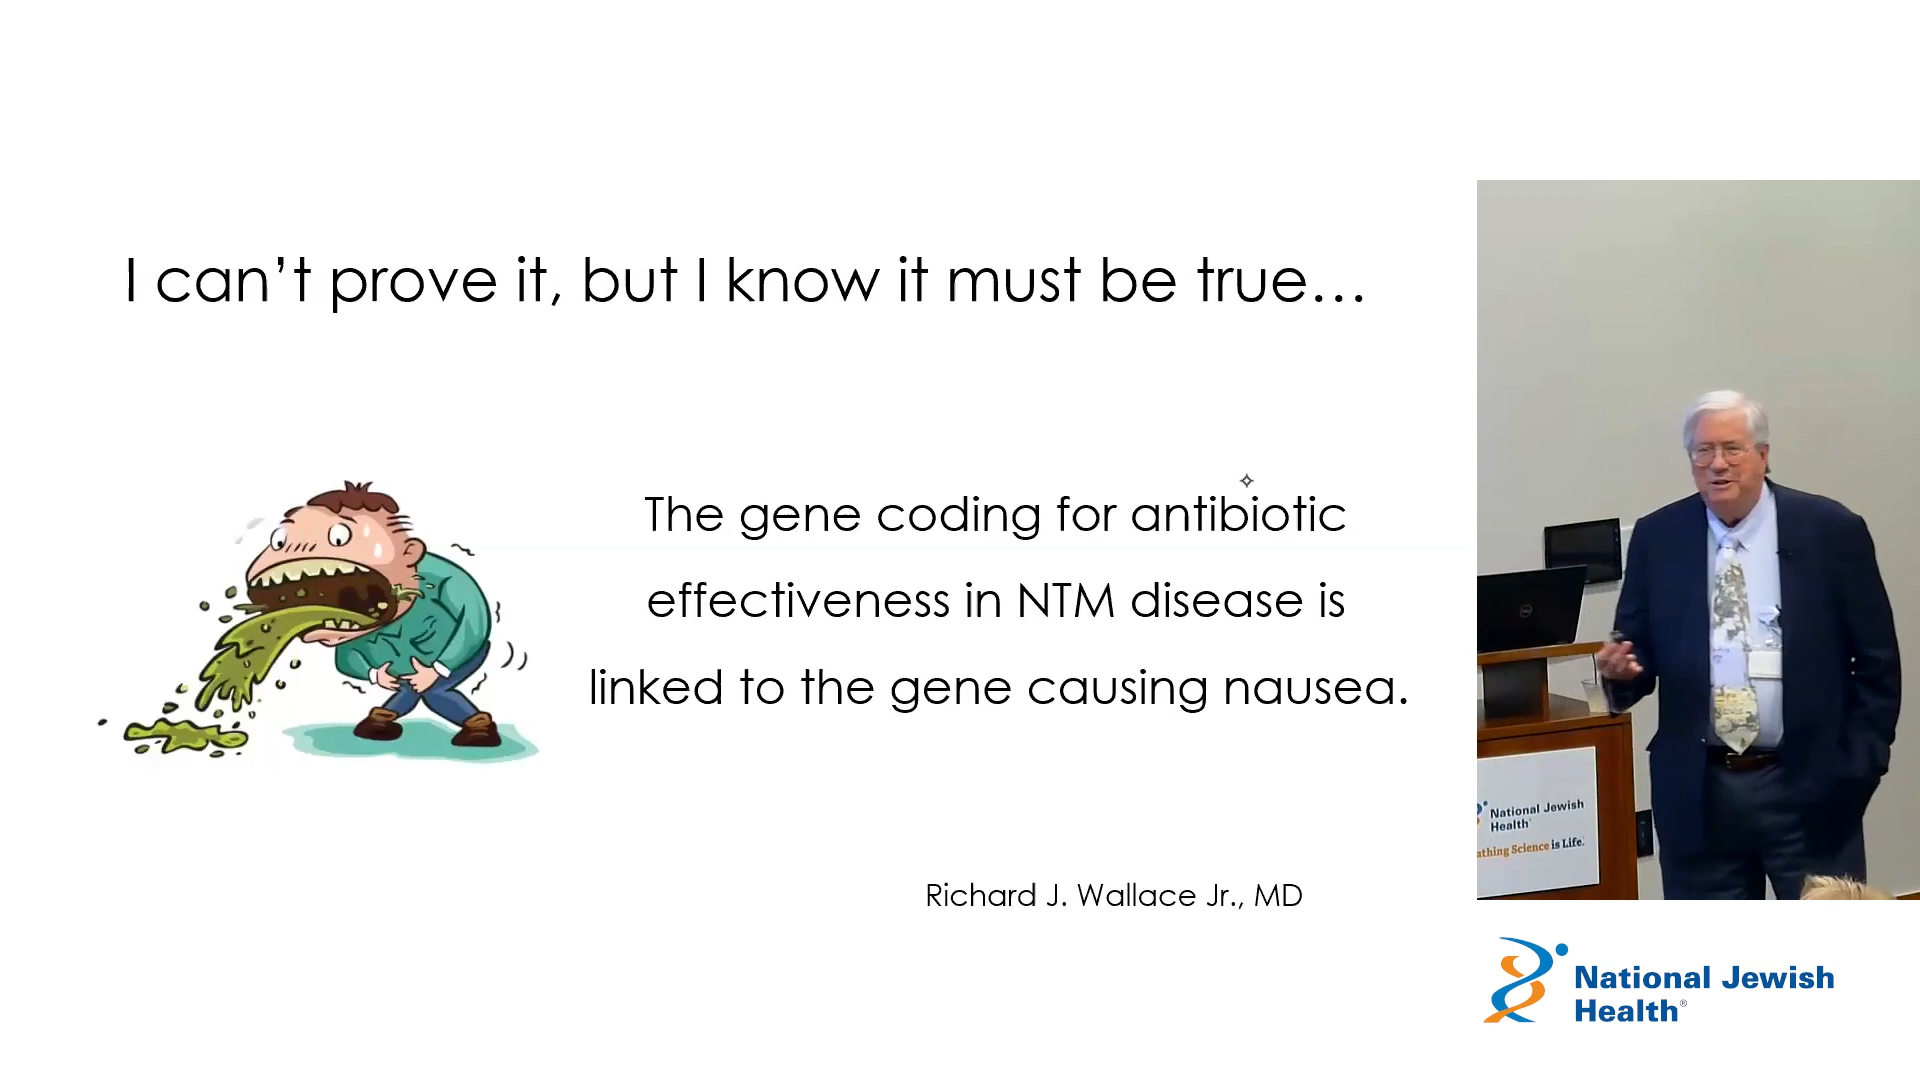 I can’t prove it, but I know it must be true…
The gene coding for antibiotic
effectiveness in NTM disease is
linked to the gene causing nausea.
Richard J. Wallace Jr., MD
National Jewish
Health
Science is Life.
National Jewish
Health®